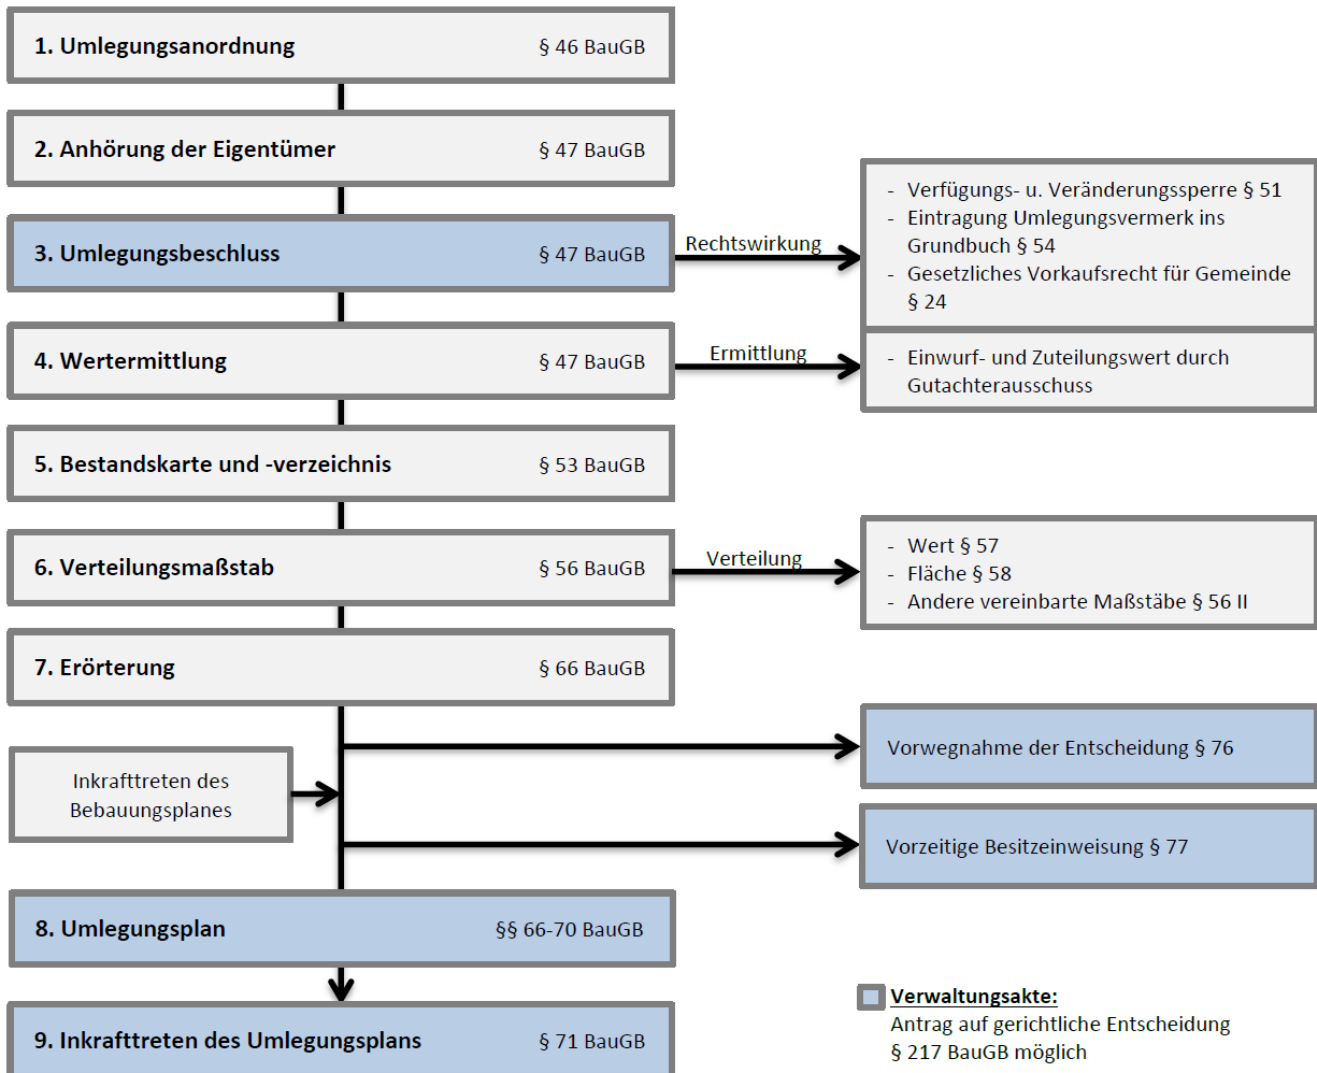 1. Umlegungsanordnung § 46 BauGB
2. Anhörung der Eigentümer § 47 BauGB
3. Umlegungsbeschluss § 47 BauGB
Rechtswirkung
- Verfügungs- u. Veränderungssperre § 51
- Eintragung Umlegungsvermerk ins
Grundbuch § 54
- Gesetzliches Vorkaufsrecht für Gemeinde
§ 24
4. Wertermittlung § 47 BauGB
Ermittlung
- Einwurf- und Zuteilungswert durch
Gutachterausschuss
5. Bestandskarte und -verzeichnis § 53 BauGB
6. Verteilungsmaßstab § 56 BauGB
Verteilung
- Wert § 57
- Fläche § 58
- Andere vereinbarte Maßstäbe § 56 II
7. Erörterung § 66 BauGB
Vorwegnahme der Entscheidung § 76
Inkrafttreten des
Bebauungsplanes
Vorzeitige Besitzeinweisung § 77
8. Umlegungsplan §§ 66-70 BauGB
9. Inkrafttreten des Umlegungsplans § 71 BauGB
Verwaltungsakte:
Antrag auf gerichtliche Entscheidung
§ 217 BauGB möglich